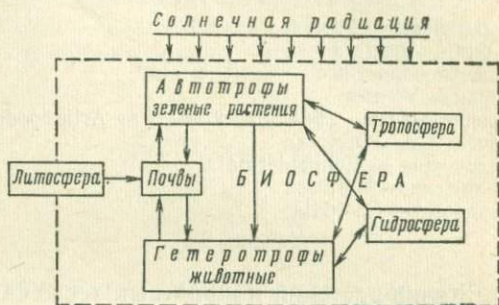 Солнечная радиация
Автотрофы
зеленые растения
Тропосфера
Литосфера
Почвы
БИОСФЕРА
Гидросфера
Гетеротрофы
животные